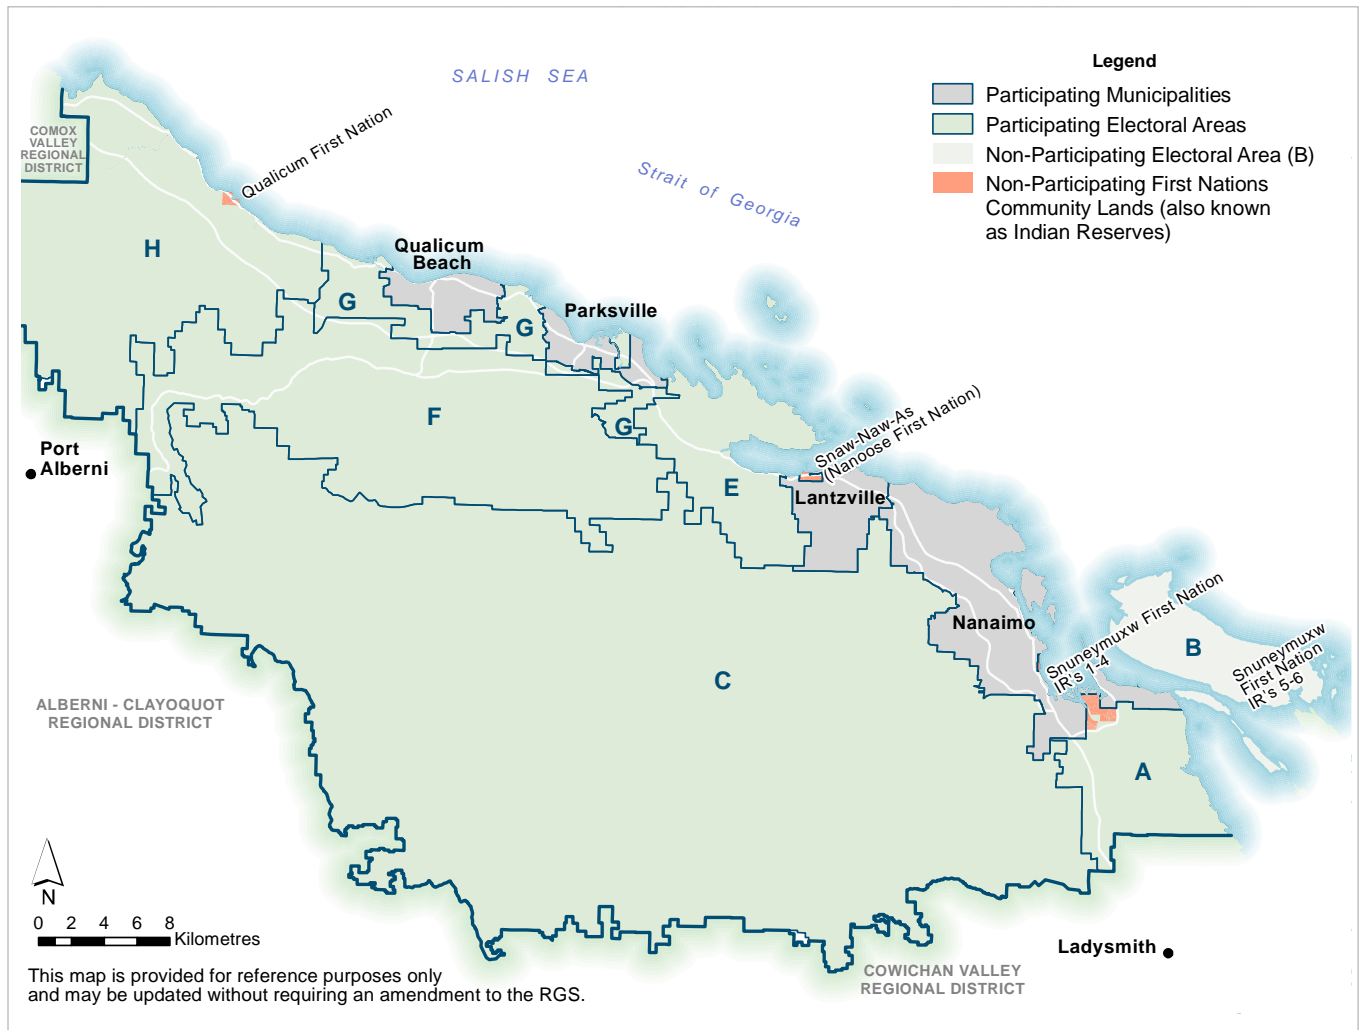 SALISH SEA
Strait of Georgia
Legend
Participating Municipalities
Participating Electoral Areas
Non-Participating Electoral Area (B)
Non-Participating First Nations
Community Lands (also known
as Indian Reserves)
COMOX
VALLEY
REGIONAL
DISTRICT
Qualicum First Nation
H
Qualicum
Beach
G
G
Parksville
F
G
Port
Alberni
Snaw-Naw-As
(Nanoose First Nation)
E
Lantzville
Nanaimo
Snuneymuxw First Nation
IR's 1-4
B
Snuneymuxw
First Nation
IR's 5-6
C
ALBERNI - CLAYOQUOT
REGIONAL DISTRICT
A
N
0 2 4 6 8
Kilometres
Ladysmith
COWICHAN VALLEY
REGIONAL DISTRICT
This map is provided for reference purposes only
and may be updated without requiring an amendment to the RGS.